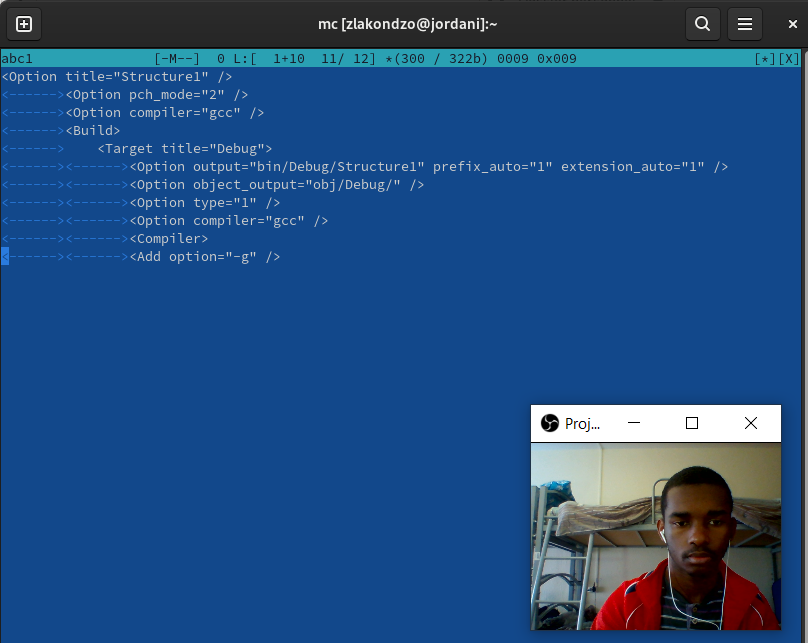 mc [zlakondzo@jordani]:~
abc1 [-M--] 0 L:[ 1+10 11/ 12] *(300 / 322b) 0009 0x009 [*][X]
<Option title="Structure1" />
<------><Option pch_mode="2" />
<------><Option compiler="gcc" />
<------><Build>
<------> <Target title="Debug">
<------><------><Option output="bin/Debug/Structure1" prefix_auto="1" extension_auto="1" />
<------><------><Option object_output="obj/Debug/" />
<------><------><Option type="1" />
<------><------><Option compiler="gcc" />
<------><------><Compiler>
<------><------><Add option="-g" />
Proj...